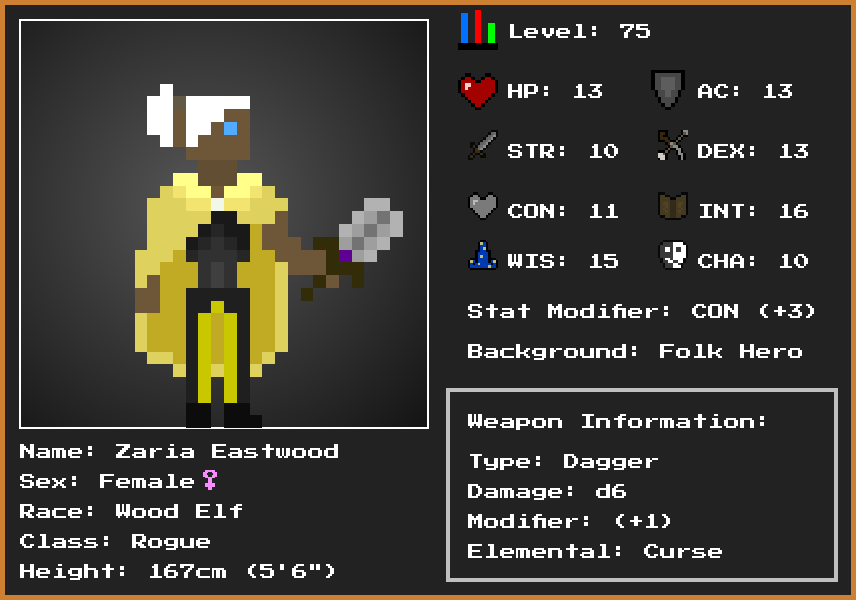 Level: 75
HP: 13
AC: 13
STR: 10
DEX: 13
CON: 11
INT: 16
WIS: 15
CHA: 10
Stat Modifier: CON (+3)
Background: Folk Hero
Weapon Information:
Type: Dagger
Damage: d6
Modifier: (+1)
Elemental: Curse
Name: Zaria Eastwood
Sex: Female♀
Race: Wood Elf
Class: Rogue
Height: 167cm (5'6")